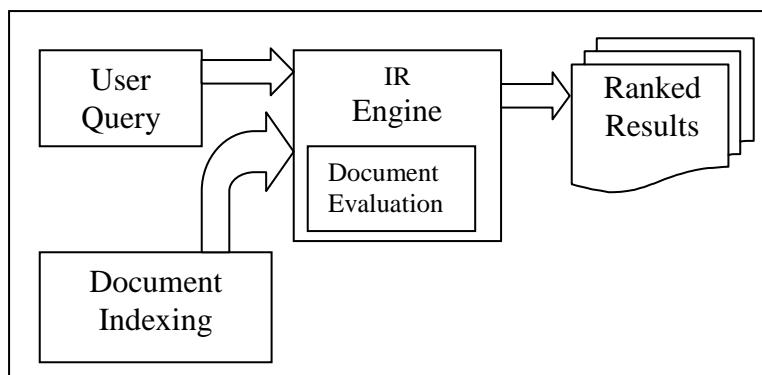 User
Query
IR
Engine
Document
Evaluation
Ranked
Results
Document
Indexing